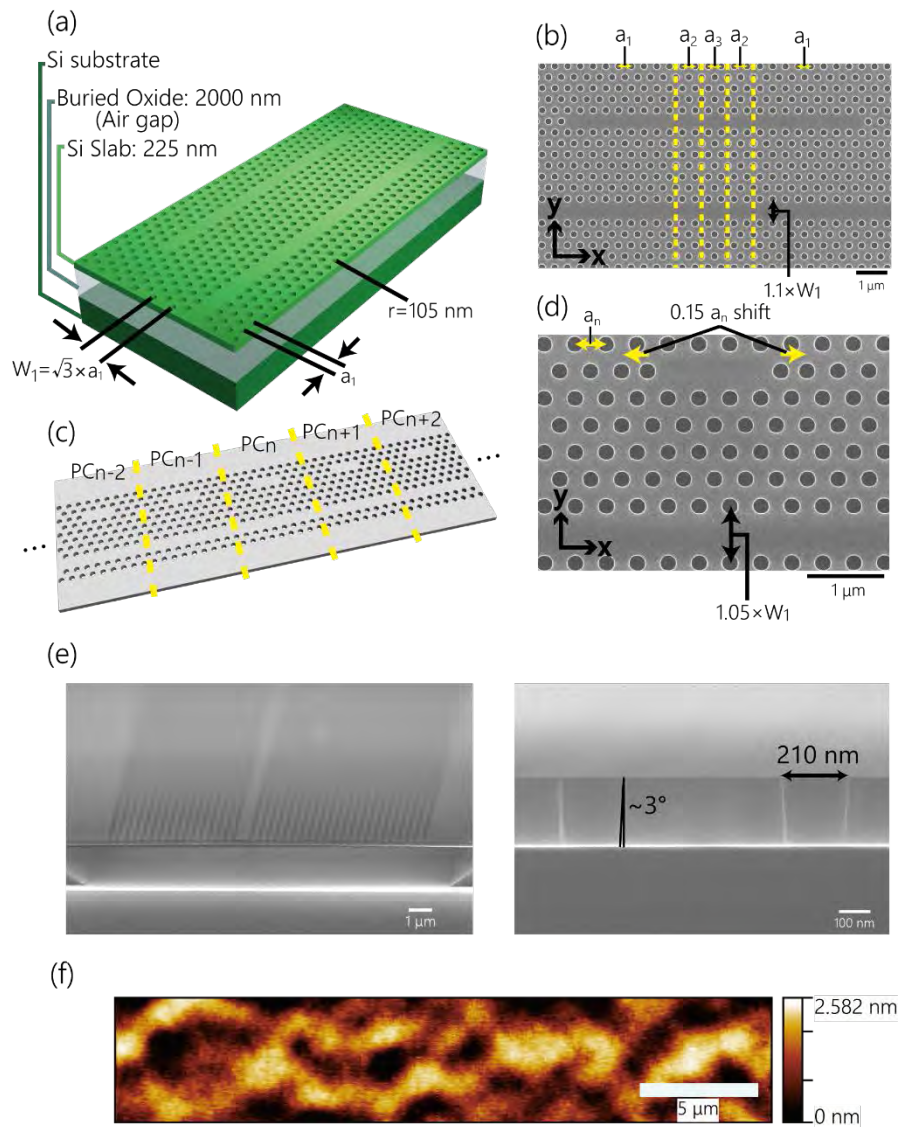 (a)
Si substrate
Buried Oxide: 2000 nm
(Air gap)
Si Slab: 225 nm
r=105 nm
W₁=√3×a₁
a₁
(b)
a₁
a₂
a₃
a₂
a₁
y
x
1.1×W₁
1 µm
(c)
PCn-2
PCn-1
PCn
PCn+1
PCn+2
...
...
(d)
aₙ
0.15 aₙ shift
y
x
1 µm
1.05×W₁
(e)
1 µm
210 nm
~3°
100 nm
(f)
5 µm
2.582 nm
0 nm